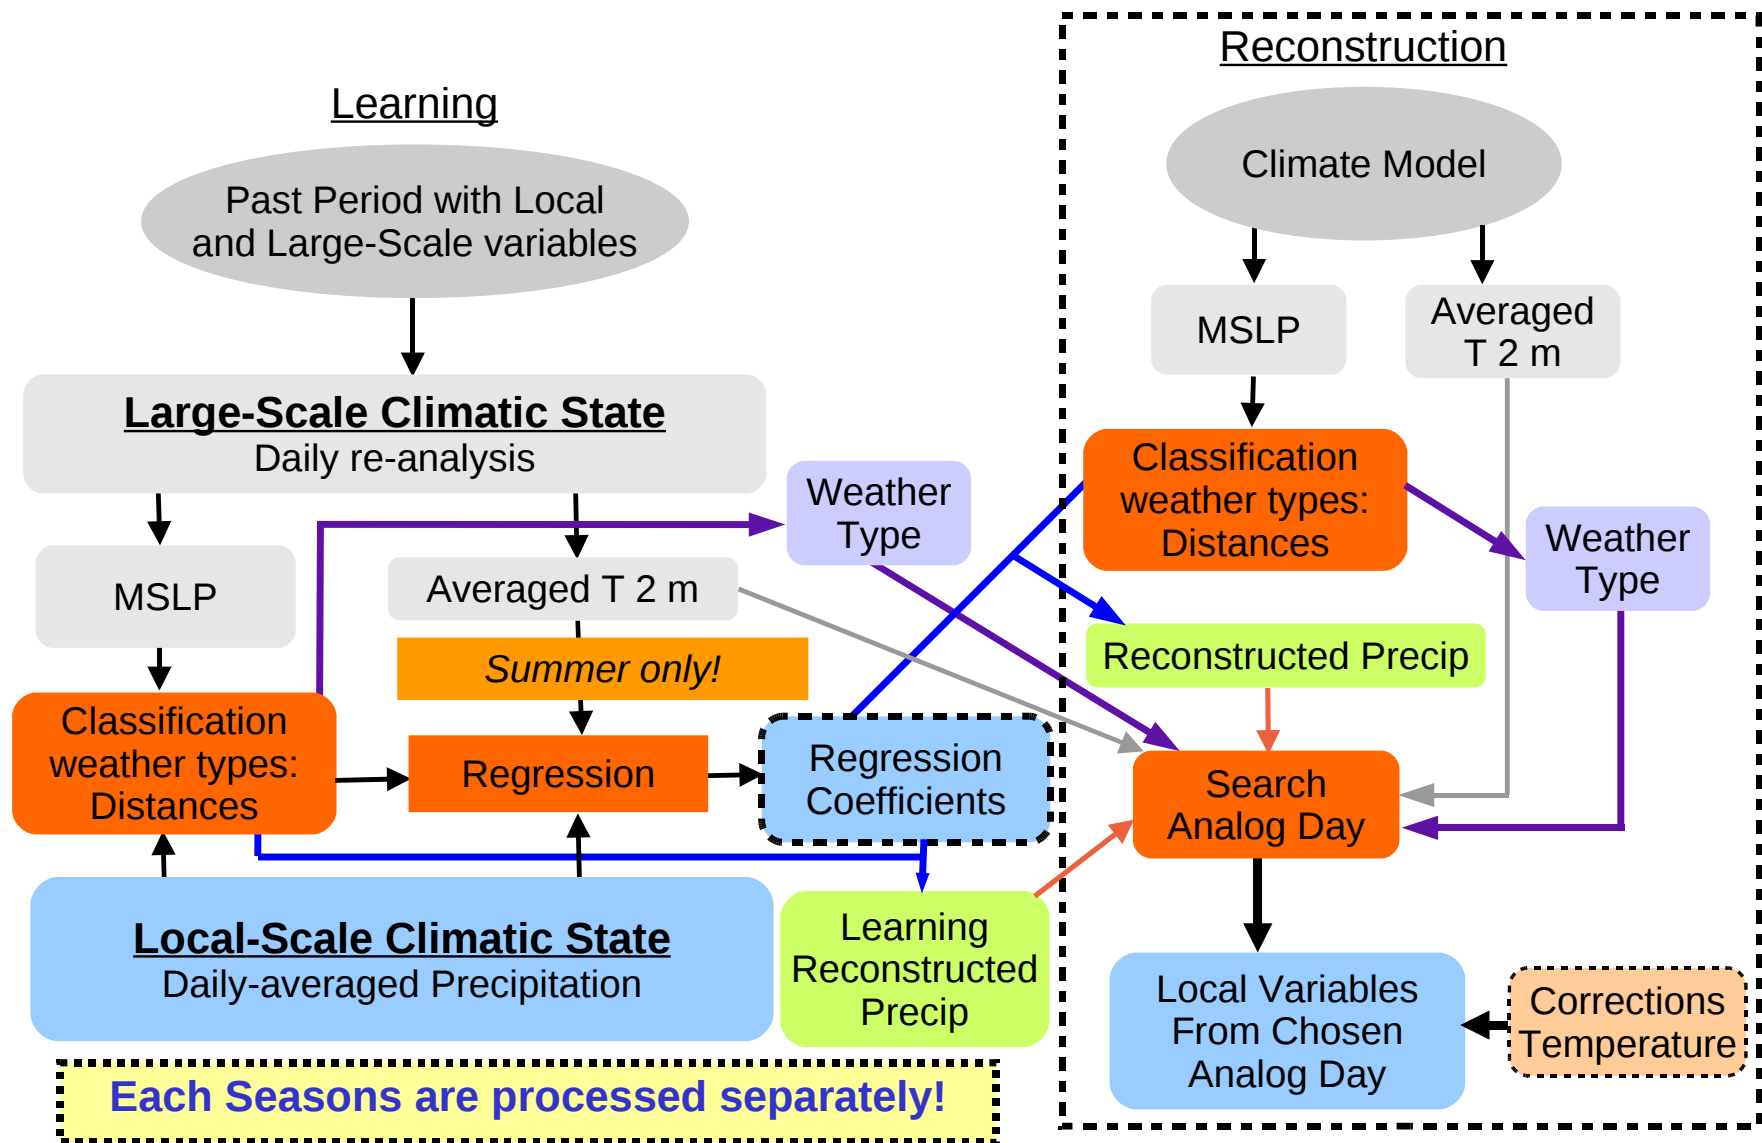 Learning
Past Period with Local
and Large-Scale variables
Large-Scale Climatic State
Daily re-analysis
MSLP
Averaged T 2 m
Summer only!
Classification
weather types:
Distances
Regression
Regression
Coefficients
Weather
Type
Local-Scale Climatic State
Daily-averaged Precipitation
Learning
Reconstructed
Precip
Each Seasons are processed separately!
Reconstruction
Climate Model
MSLP
Averaged
T 2 m
Classification
weather types:
Distances
Weather
Type
Reconstructed Precip
Search
Analog Day
Local Variables
From Chosen
Analog Day
Corrections
Temperature